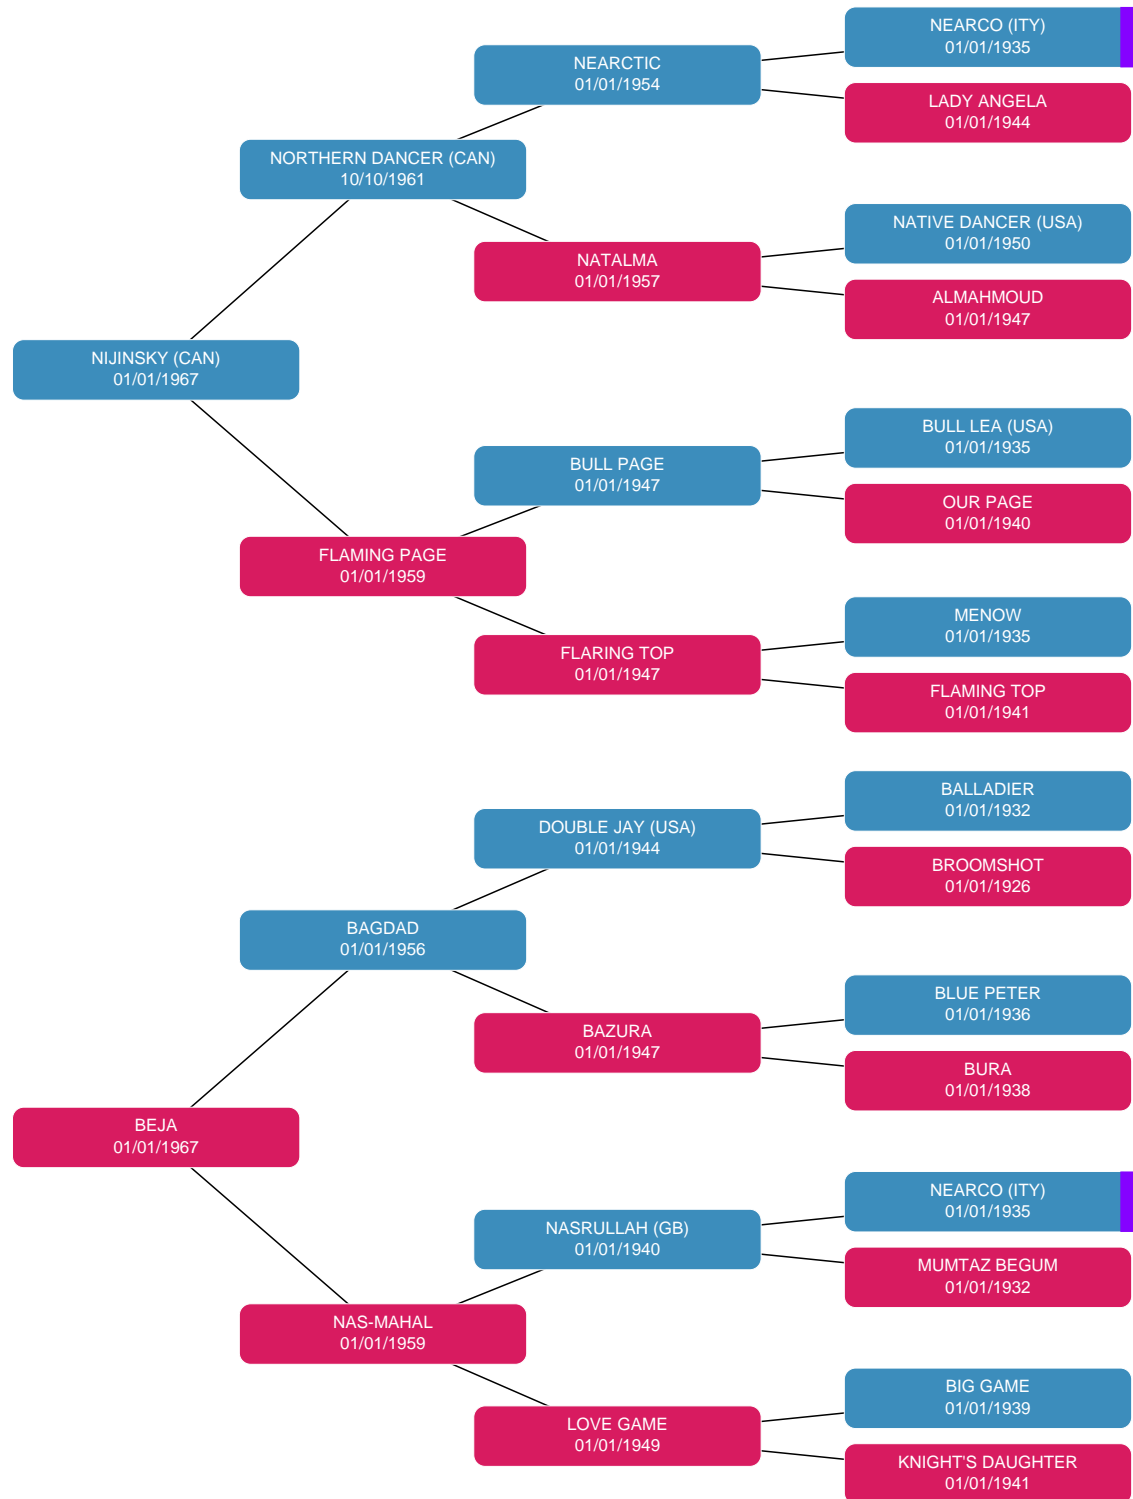 NEARCO (ITY)
01/01/1935
NEARCTIC
01/01/1954
LADY ANGELA
01/01/1944
NORTHERN DANCER (CAN)
10/10/1961
NATIVE DANCER (USA)
01/01/1950
NATALMA
01/01/1957
ALMAHMOUD
01/01/1947
NIJINSKY (CAN)
01/01/1967
BULL LEA (USA)
01/01/1935
BULL PAGE
01/01/1947
OUR PAGE
01/01/1940
FLAMING PAGE
01/01/1959
MENOW
01/01/1935
FLARING TOP
01/01/1947
FLAMING TOP
01/01/1941
BALLADIER
01/01/1932
DOUBLE JAY (USA)
01/01/1944
BROOMSHOT
01/01/1926
BAGDAD
01/01/1956
BLUE PETER
01/01/1936
BAZURA
01/01/1947
BURA
01/01/1938
BEJA
01/01/1967
NEARCO (ITY)
01/01/1935
NASRULLAH (GB)
01/01/1940
MUMTAZ BEGUM
01/01/1932
NAS-MAHAL
01/01/1959
BIG GAME
01/01/1939
LOVE GAME
01/01/1949
KNIGHT'S DAUGHTER
01/01/1941